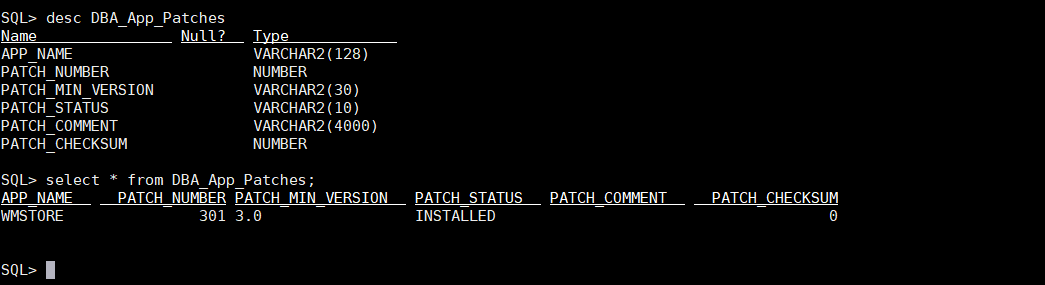 SQL> desc DBA_App_Patches
Name Null? Type
APP_NAME VARCHAR2(128)
PATCH_NUMBER NUMBER
PATCH_MIN_VERSION VARCHAR2(30)
PATCH_STATUS VARCHAR2(10)
PATCH_COMMENT VARCHAR2(4000)
PATCH_CHECKSUM NUMBER
SQL> select * from DBA_App_Patches;
APP_NAME PATCH_NUMBER PATCH_MIN_VERSION PATCH_STATUS PATCH_COMMENT PATCH_CHECKSUM
WMSTORE 301 3.0 INSTALLED 0
SQL>